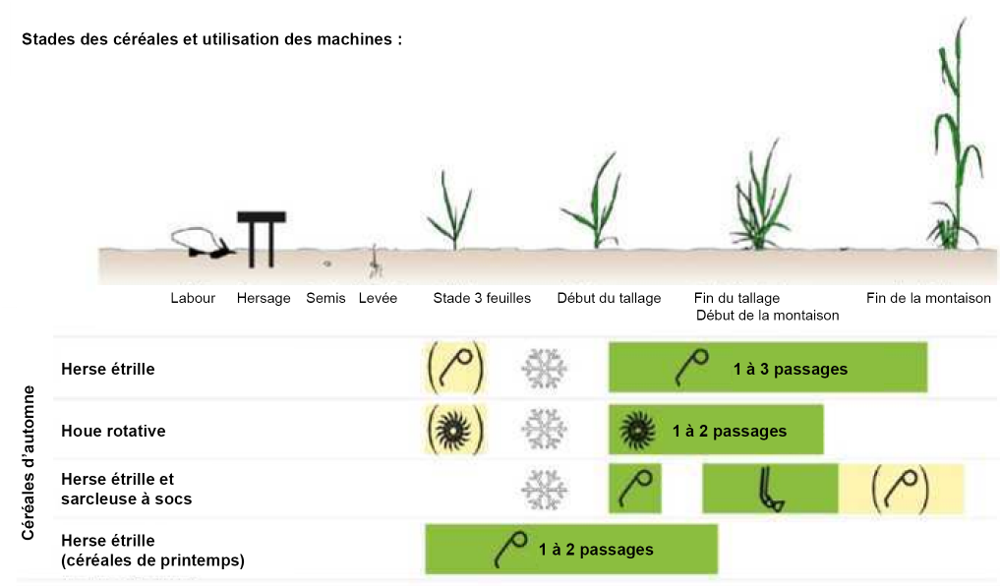 Stades des céréales et utilisation des machines :
Labour Hersage Semis Levée Stade 3 feuilles Début du tallage Fin du tallage Fin de la montaison
Début de la montaison
Céréales d'automne
Herse étrille
1 à 3 passages
Houe rotative
1 à 2 passages
Herse étrille et
sarcleuse à socs
Herse étrille
(céréales de printemps)
1 à 2 passages